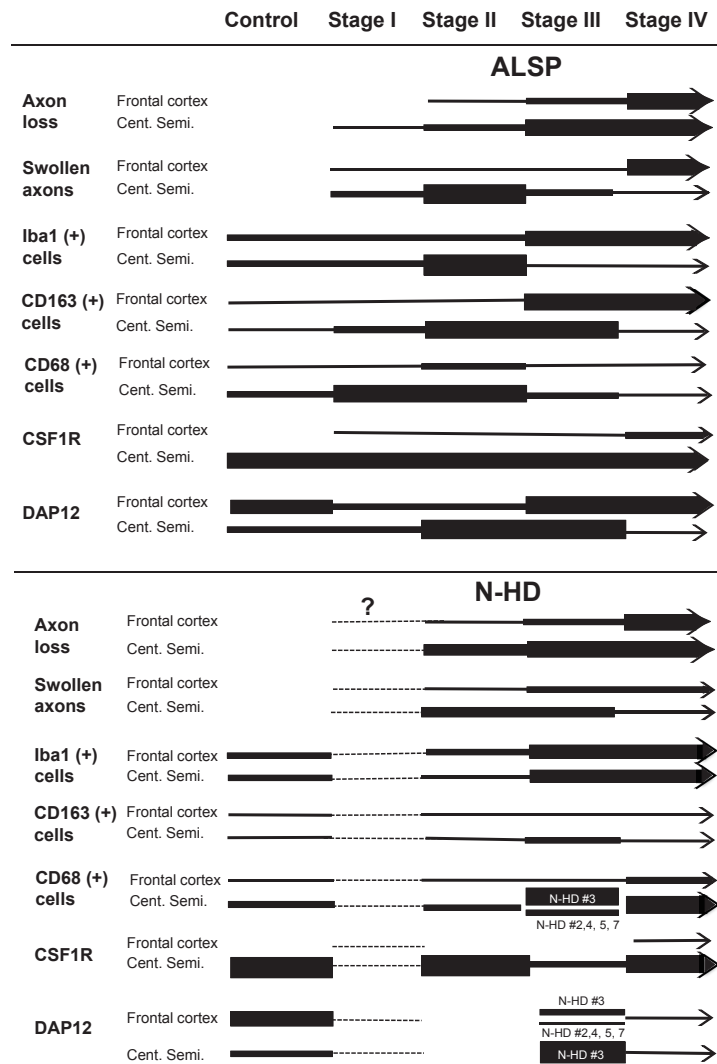 Control Stage I Stage II Stage III Stage IV
ALSP
Axon loss
Frontal cortex
Cent. Semi.
Swollen axons
Frontal cortex
Cent. Semi.
Iba1 (+) cells
Frontal cortex
Cent. Semi.
CD163 (+) cells
Frontal cortex
Cent. Semi.
CD68 (+) cells
Frontal cortex
Cent. Semi.
CSF1R
Frontal cortex
Cent. Semi.
DAP12
Frontal cortex
Cent. Semi.
N-HD
?
Axon loss
Frontal cortex
Cent. Semi.
Swollen axons
Frontal cortex
Cent. Semi.
Iba1 (+) cells
Frontal cortex
Cent. Semi.
CD163 (+) cells
Frontal cortex
Cent. Semi.
CD68 (+) cells
Frontal cortex
Cent. Semi.
N-HD #3
N-HD #2,4, 5, 7
CSF1R
Frontal cortex
Cent. Semi.
DAP12
Frontal cortex
N-HD #3
N-HD #2,4, 5, 7
Cent. Semi.
N-HD #3